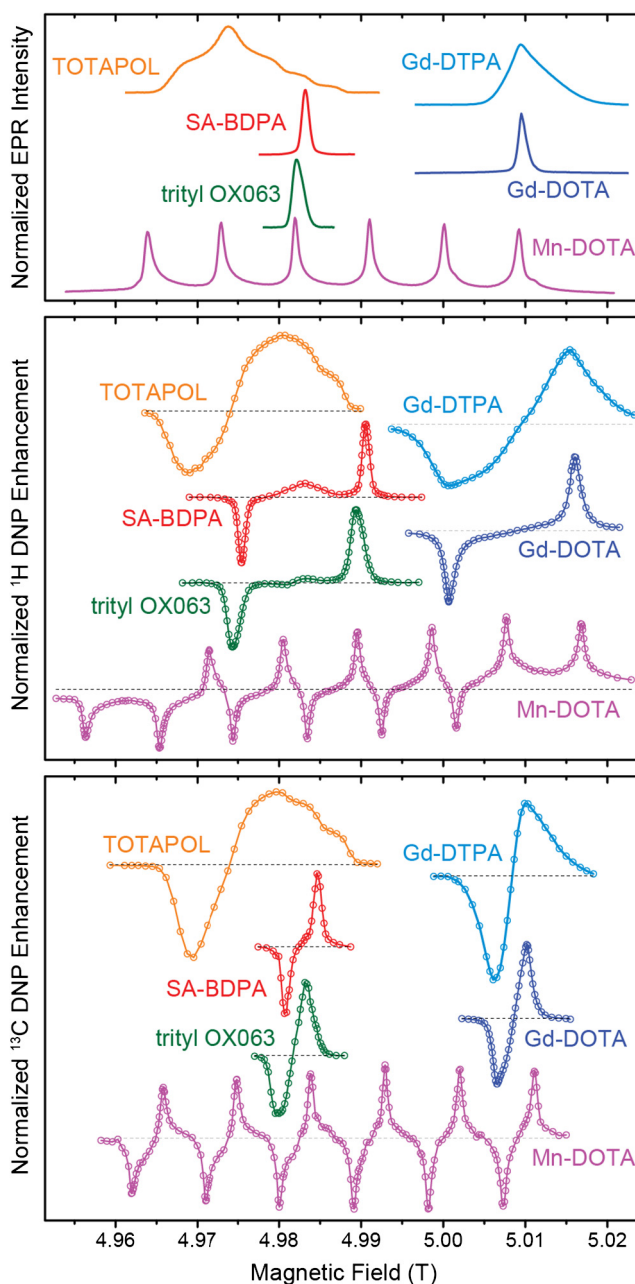 Normalized EPR Intensity
TOTAPOL
Gd-DTPA
SA-BDPA
trityl OX063
Gd-DOTA
Mn-DOTA
Normalized ¹H DNP Enhancement
TOTAPOL
Gd-DTPA
SA-BDPA
Gd-DOTA
trityl OX063
Mn-DOTA
Normalized ¹³C DNP Enhancement
TOTAPOL
Gd-DTPA
SA-BDPA
trityl OX063
Gd-DOTA
Mn-DOTA
4.96 4.97 4.98 4.99 5.00 5.01 5.02
Magnetic Field (T)